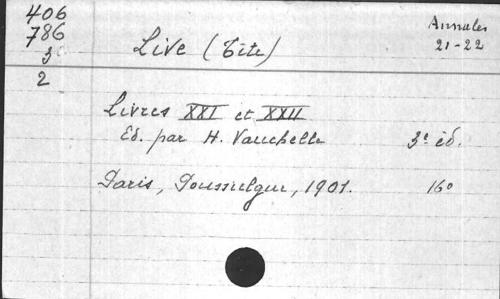 406
786
3
2
Annales
21-22
Live (Tite)
Livres XXI et XXII
Ed. par H. Vauchelle 3e éd.
Paris, Poussielgue, 1901. 16o